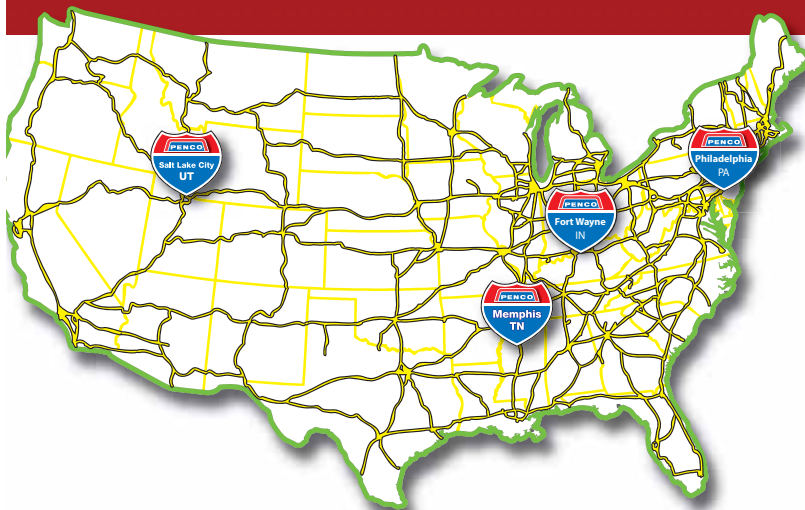 PENCO
Salt Lake City
UT
PENCO
Philadelphia
PA
PENCO
Fort Wayne
IN
PENCO
Memphis
TN